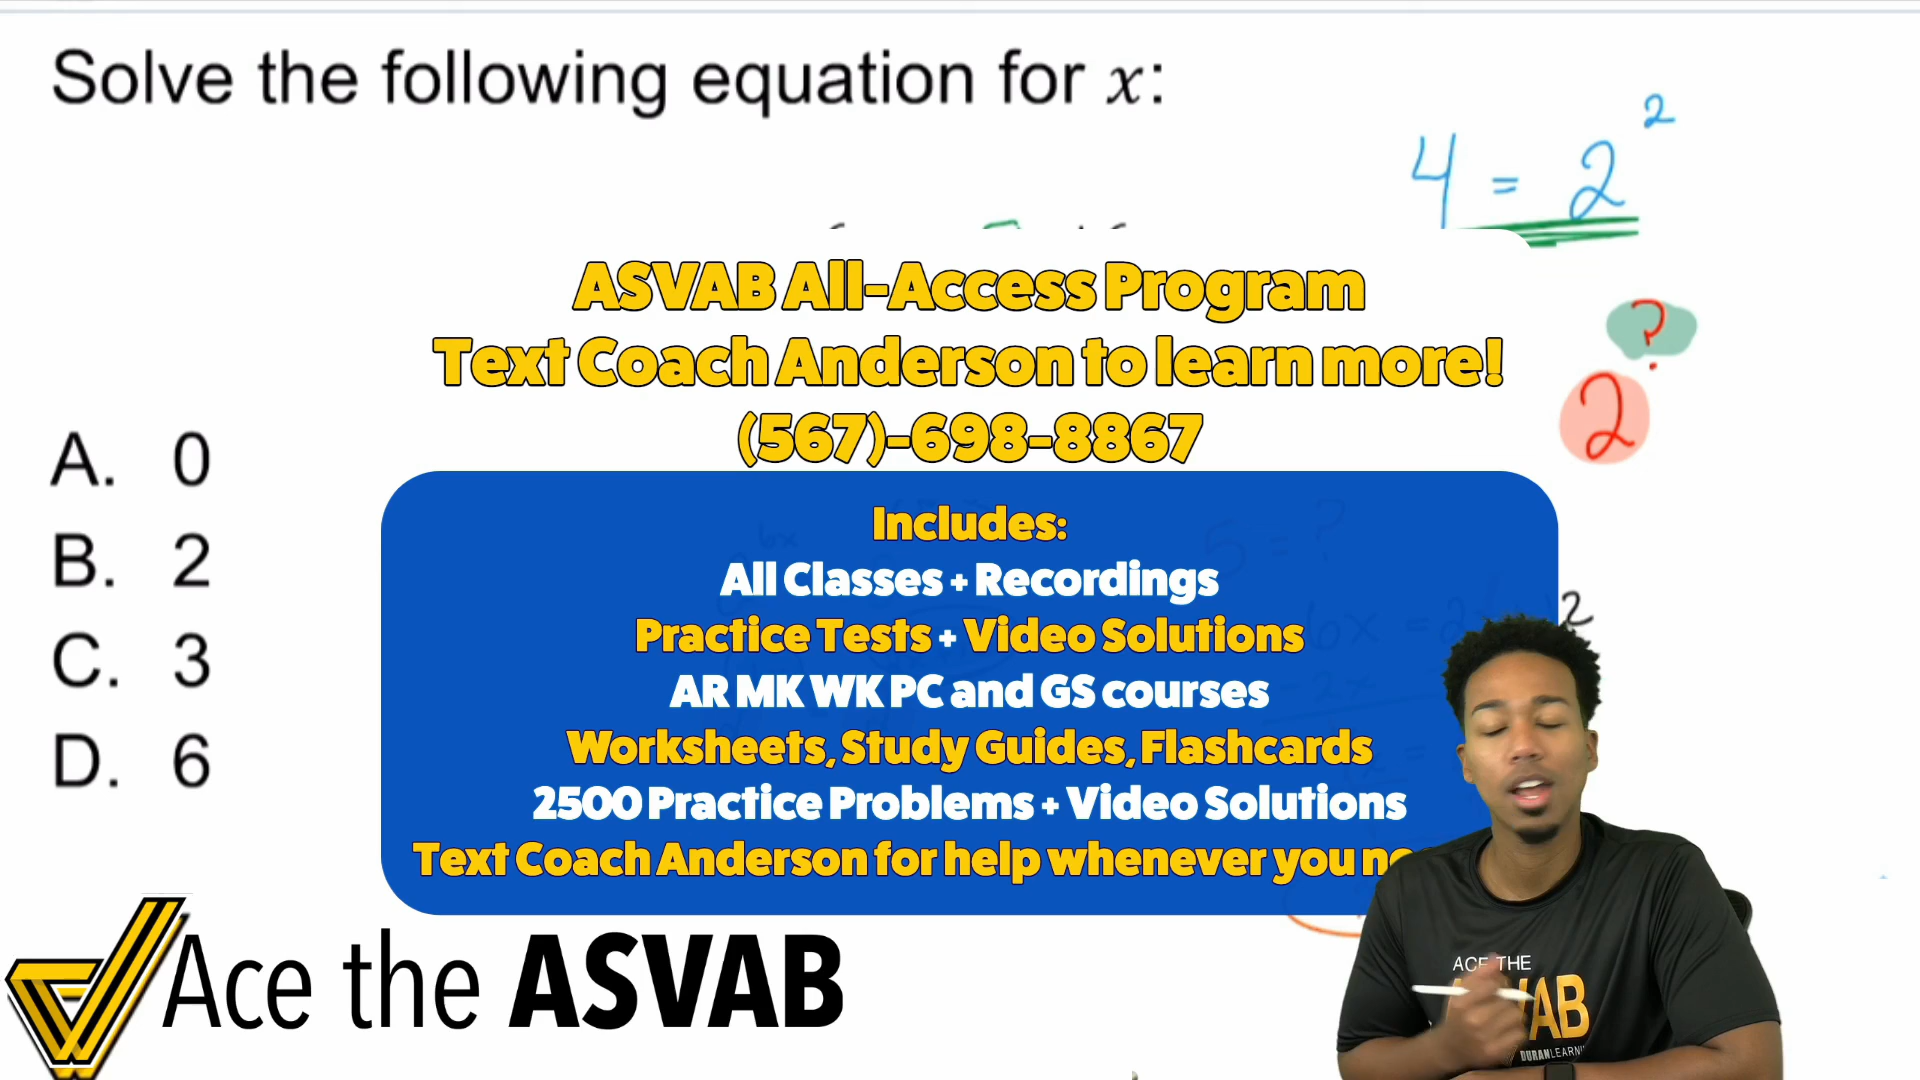 Solve the following equation for x:
4 = 2²
?
2
ASVAB All-Access Program
Text Coach Anderson to learn more!
(567)-698-8867
A. 0
B. 2
C. 3
D. 6
Includes:
All Classes + Recordings
Practice Tests + Video Solutions
AR MK WK PC and GS courses
Worksheets, Study Guides, Flashcards
2500 Practice Problems + Video Solutions
Text Coach Anderson for help whenever you
Ace the ASVAB
ACE THE
DURAN